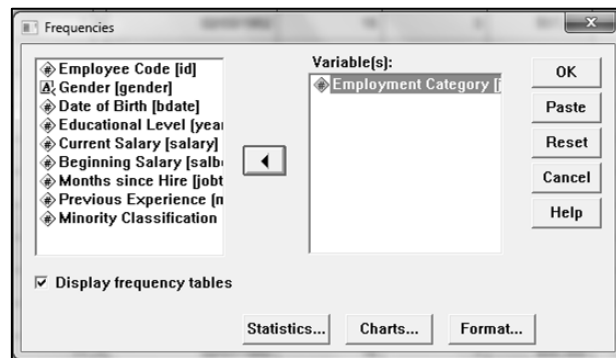 Frequencies
Employee Code [id]
Gender [gender]
Date of Birth [bdate]
Educational Level [year
Current Salary [salary]
Beginning Salary [salb
Months since Hire [jobt
Previous Experience [m
Minority Classification
Variable(s):
Employment Category [j
OK
Paste
Reset
Cancel
Help
Display frequency tables
Statistics...
Charts...
Format...